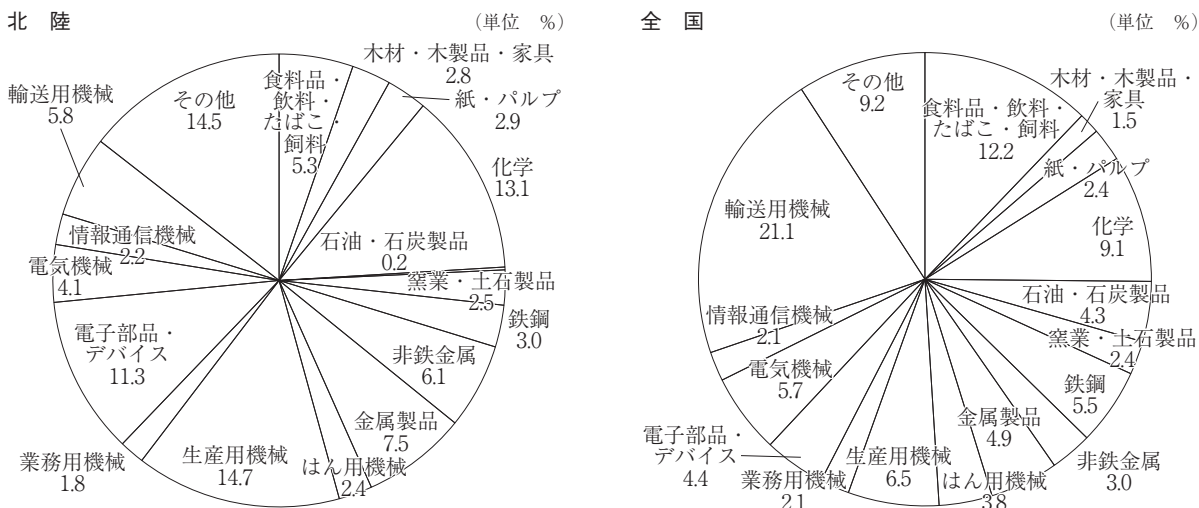 北　陸
(単位　%)
食料品・
飲料・
たばこ・
飼料
5.3
木材・木製品・家具
2.8
紙・パルプ
2.9
化学
13.1
石油・石炭製品
0.2
窯業・土石製品
2.5
鉄鋼
3.0
非鉄金属
6.1
金属製品
7.5
はん用機械
2.4
生産用機械
14.7
業務用機械
1.8
電子部品・
デバイス
11.3
電気機械
4.1
情報通信機械
2.2
輸送用機械
5.8
その他
14.5
全　国
(単位　%)
食料品・飲料・
たばこ・飼料
12.2
木材・木製品・
家具
1.5
紙・パルプ
2.4
化学
9.1
石油・石炭製品
4.3
窯業・土石製品
2.4
鉄鋼
5.5
非鉄金属
3.0
金属製品
4.9
はん用機械
3.8
生産用機械
6.5
業務用機械
2.1
電子部品・
デバイス
4.4
電気機械
5.7
情報通信機械
2.1
輸送用機械
21.1
その他
9.2